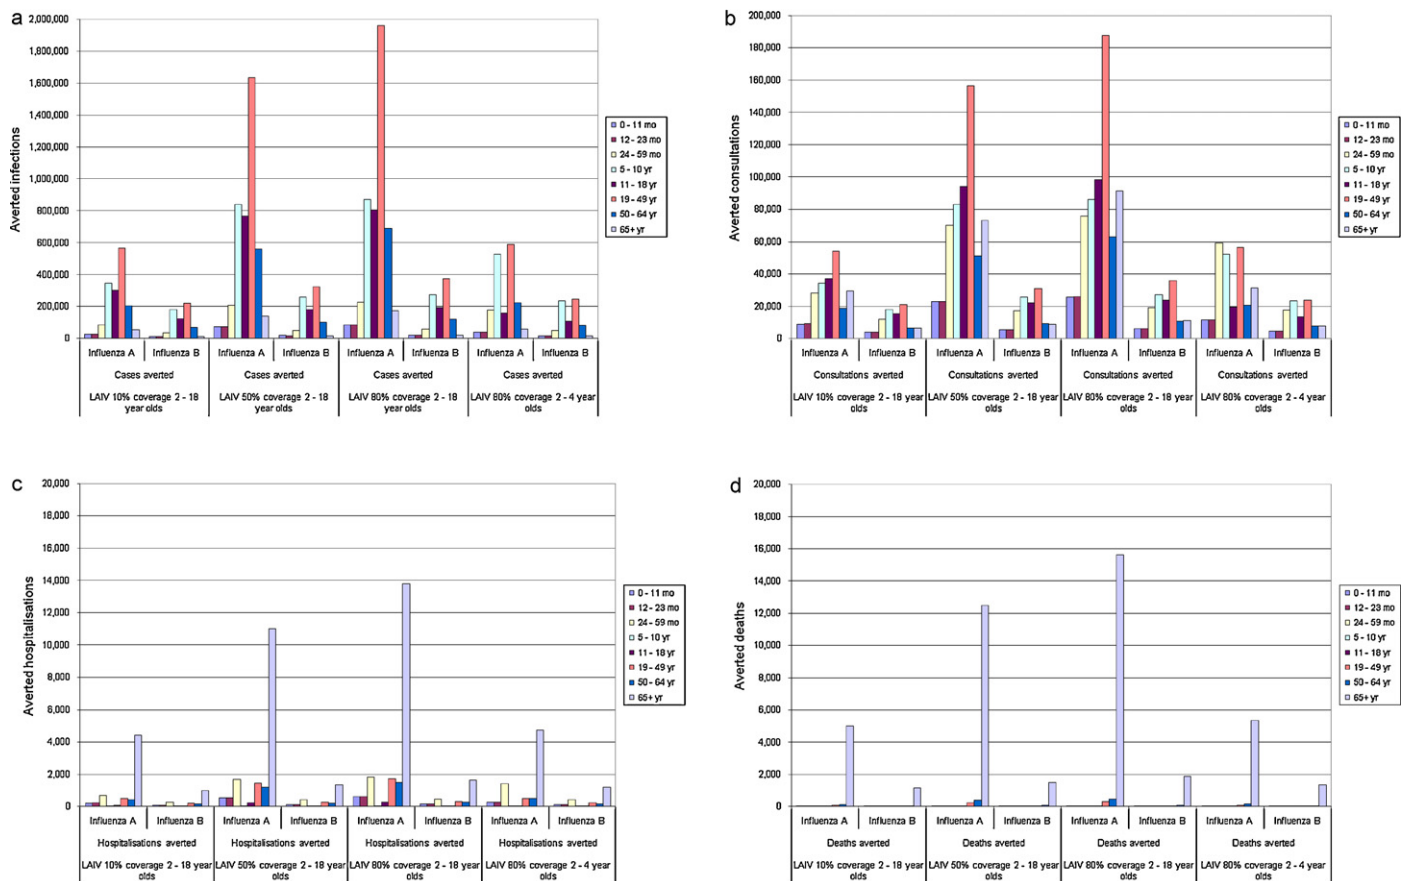 a
2,000,000
1,800,000
1,600,000
1,400,000
1,200,000
1,000,000
800,000
600,000
400,000
200,000
0
Averted infections
Influenza A Influenza B Influenza A Influenza B Influenza A Influenza B Influenza A Influenza B
Cases averted Cases averted Cases averted Cases averted
LAIV 10% coverage 2 - 18 year olds
LAIV 50% coverage 2 - 18 year olds
LAIV 80% coverage 2 - 18 year olds
LAIV 80% coverage 2 - 4 year olds
0 - 11 mo
12 - 23 mo
24 - 59 mo
5 - 10 yr
11 - 18 yr
19 - 49 yr
50 - 64 yr
65+ yr
b
200,000
180,000
160,000
140,000
120,000
100,000
80,000
60,000
40,000
20,000
0
Averted consultations
Influenza A Influenza B Influenza A Influenza B Influenza A Influenza B Influenza A Influenza B
Consultations averted Consultations averted Consultations averted Consultations averted
LAIV 10% coverage 2 - 18 year olds
LAIV 50% coverage 2 - 18 year olds
LAIV 80% coverage 2 - 18 year olds
LAIV 80% coverage 2 - 4 year olds
0 - 11 mo
12 - 23 mo
24 - 59 mo
5 - 10 yr
11 - 18 yr
19 - 49 yr
50 - 64 yr
65+ yr
c
20,000
18,000
16,000
14,000
12,000
10,000
8,000
6,000
4,000
2,000
0
Averted hospitalisations
Influenza A Influenza B Influenza A Influenza B Influenza A Influenza B Influenza A Influenza B
Hospitalisations averted Hospitalisations averted Hospitalisations averted Hospitalisations averted
LAIV 10% coverage 2 - 18 year olds
LAIV 50% coverage 2 - 18 year olds
LAIV 80% coverage 2 - 18 year olds
LAIV 80% coverage 2 - 4 year olds
0 - 11 mo
12 - 23 mo
24 - 59 mo
5 - 10 yr
11 - 18 yr
19 - 49 yr
50 - 64 yr
65+ yr
d
20,000
18,000
16,000
14,000
12,000
10,000
8,000
6,000
4,000
2,000
0
Averted deaths
Influenza A Influenza B Influenza A Influenza B Influenza A Influenza B Influenza A Influenza B
Deaths averted Deaths averted Deaths averted Deaths averted
LAIV 10% coverage 2 - 18 year olds
LAIV 50% coverage 2 - 18 year olds
LAIV 80% coverage 2 - 18 year olds
LAIV 80% coverage 2 - 4 year olds
0 - 11 mo
12 - 23 mo
24 - 59 mo
5 - 10 yr
11 - 18 yr
19 - 49 yr
50 - 64 yr
65+ yr